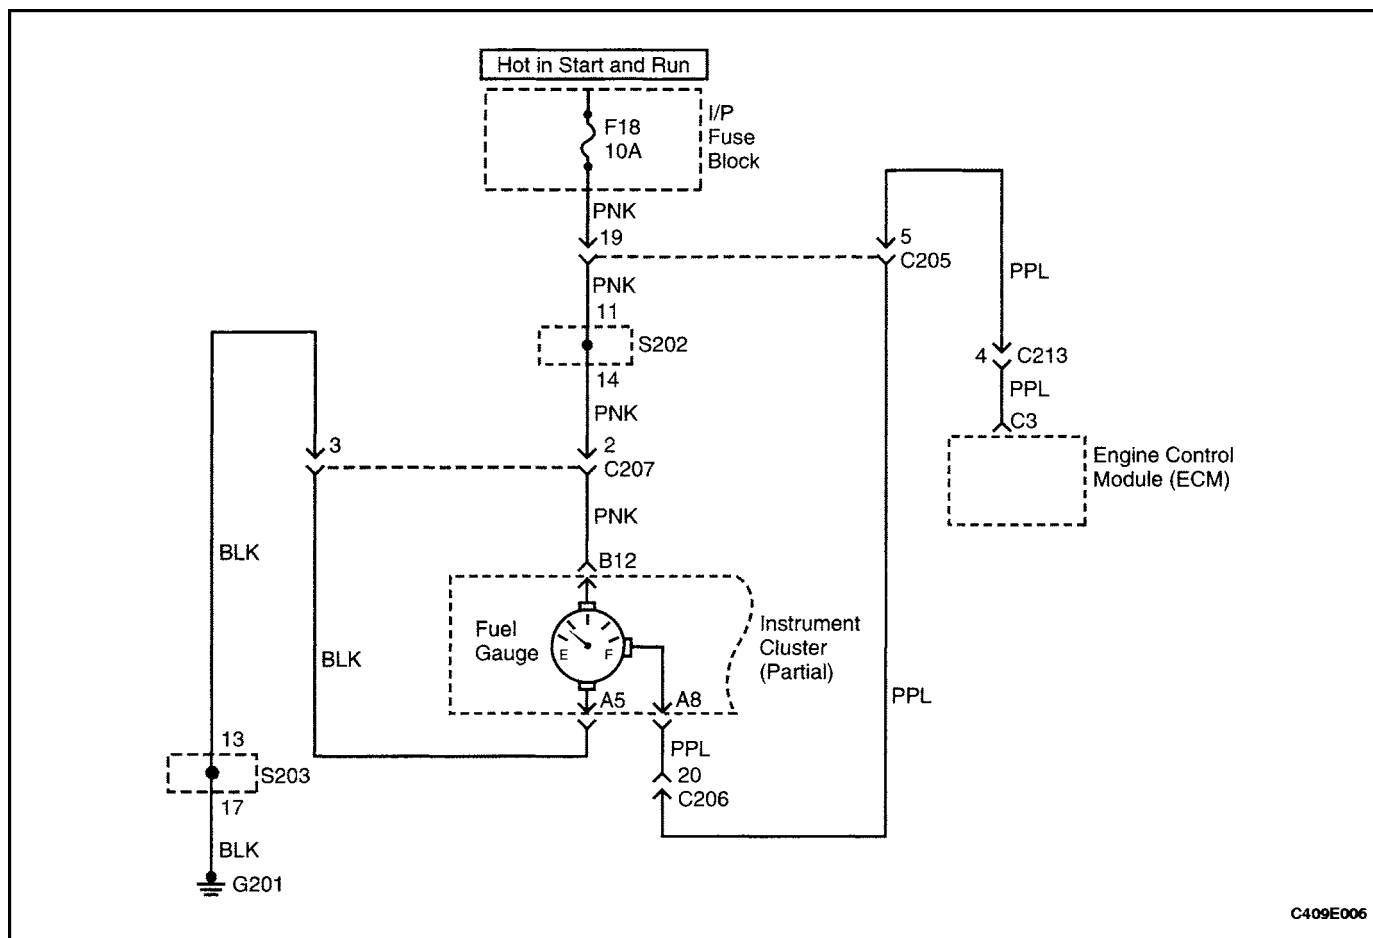 Hot in Start and Run
I/P
Fuse
Block
F18
10A
PNK
19
5
C205
PNK
PPL
11
S202
14
4
C213
PPL
PNK
C3
3
2
C207
Engine Control
Module (ECM)
PNK
BLK
B12
Fuel
Gauge
E
F
Instrument
Cluster
(Partial)
BLK
A5
A8
PPL
13
PPL
S203
20
C206
17
BLK
G201
C409E006